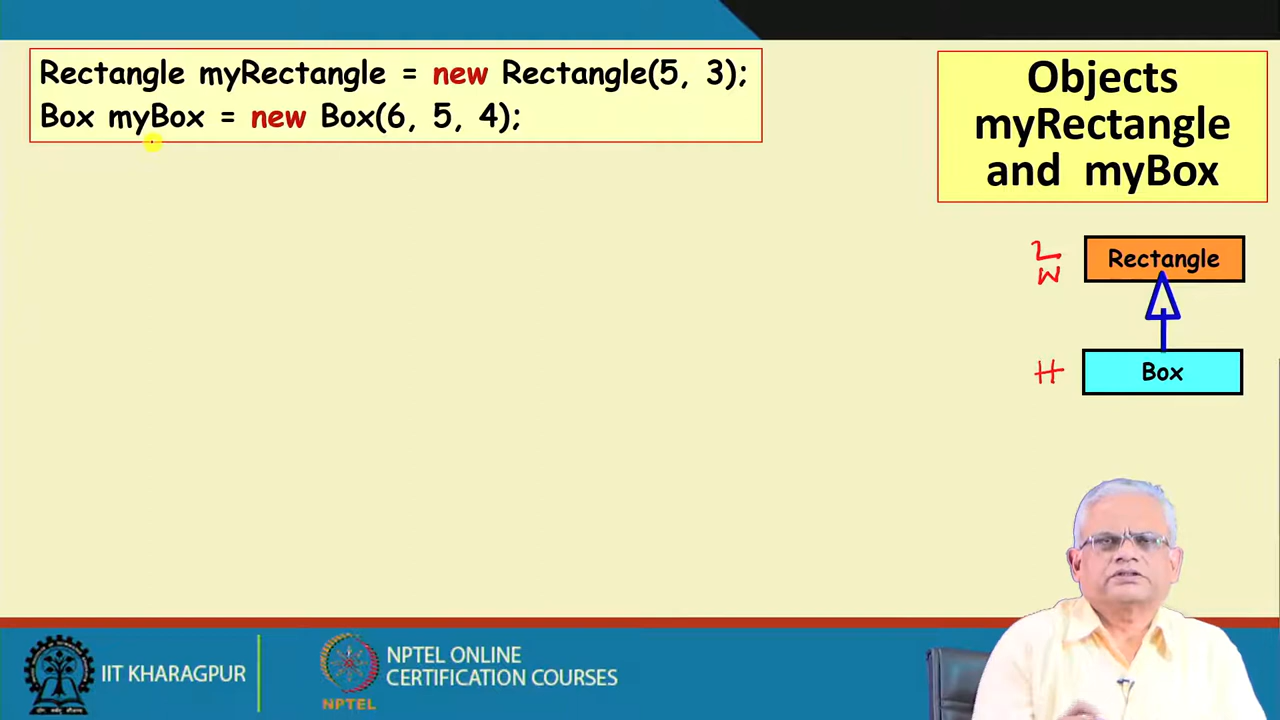 Rectangle myRectangle = new Rectangle(5, 3);
Box myBox = new Box(6, 5, 4);
Objects
myRectangle
and myBox
L
W
Rectangle
H
Box
IIT KHARAGPUR
NPTEL
NPTEL ONLINE
CERTIFICATION COURSES